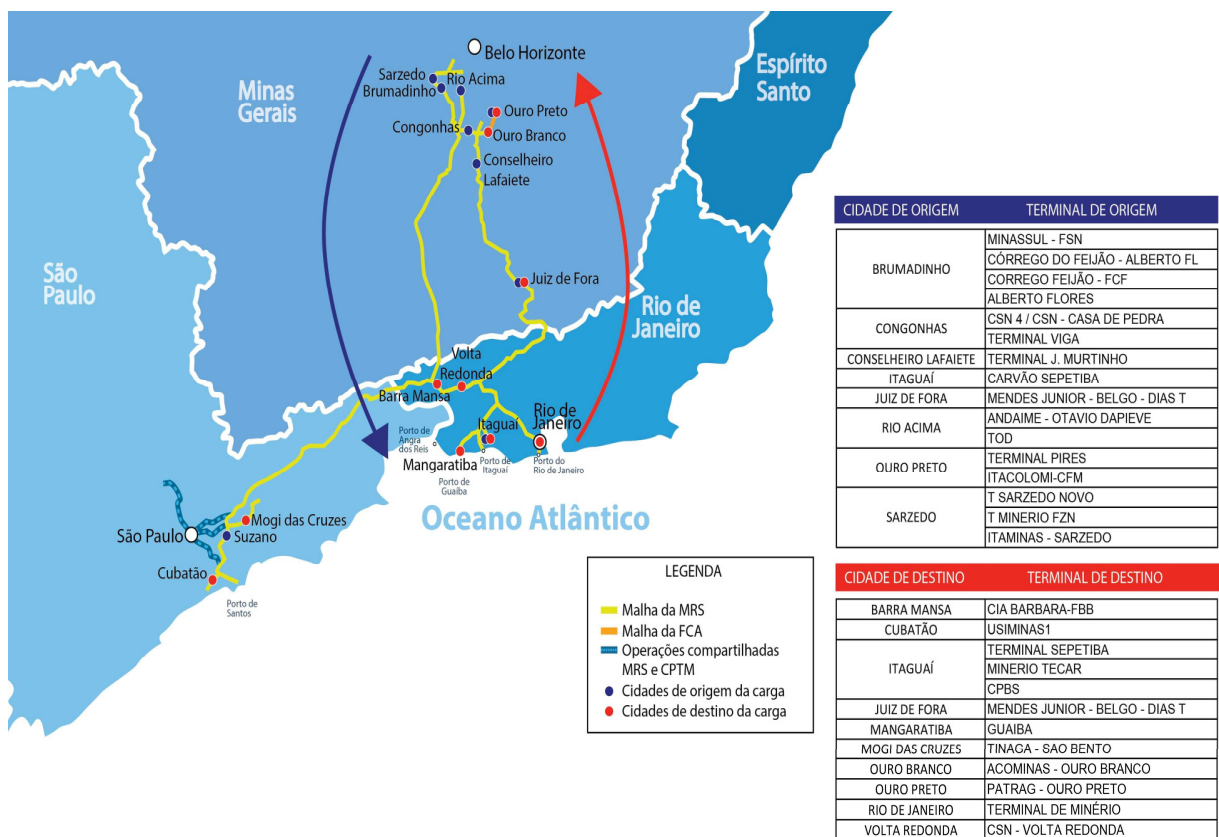 Belo Horizonte
Sarzedo
Rio Acima
Brumadinho
Ouro Preto
Congonhas
Ouro Branco
Conselheiro
Lafaiete
Minas
Gerais
Espírito
Santo
São
Paulo
Juiz de Fora
Rio de
Janeiro
Volta
Redonda
Barra Mansa
Rio de
Janeiro
Itaguaí
Porto de
Angra
dos Reis
Mangaratiba
Porto de
Itaguaí
Porto do
Rio de Janeiro
Porto de
Guaíba
Oceano Atlântico
Mogi das Cruzes
São Paulo
Suzano
Cubatão
Porto de
Santos
LEGENDA
Malha da MRS
Malha da FCA
Operações compartilhadas
MRS e CPTM
Cidades de origem da carga
Cidades de destino da carga
CIDADE DE ORIGEM TERMINAL DE ORIGEM
BRUMADINHO
MINASSUL - FSN
CÓRREGO DO FEIJÃO - ALBERTO FL
CORREGO FEIJÃO - FCF
ALBERTO FLORES
CONGONHAS
CSN 4 / CSN - CASA DE PEDRA
TERMINAL VIGA
CONSELHEIRO LAFAIETE TERMINAL J. MURTINHO
ITAGUAÍ CARVÃO SEPETIBA
JUIZ DE FORA MENDES JUNIOR - BELGO - DIAS T
RIO ACIMA
ANDAIME - OTAVIO DAPIEVE
TOD
OURO PRETO
TERMINAL PIRES
ITACOLOMI-CFM
SARZEDO
T SARZEDO NOVO
T MINERIO FZN
ITAMINAS - SARZEDO
CIDADE DE DESTINO TERMINAL DE DESTINO
BARRA MANSA CIA BARBARA-FBB
CUBATÃO USIMINAS1
ITAGUAÍ
TERMINAL SEPETIBA
MINERIO TECAR
CPBS
JUIZ DE FORA MENDES JUNIOR - BELGO - DIAS T
MANGARATIBA GUAIBA
MOGI DAS CRUZES TINAGA - SAO BENTO
OURO BRANCO ACOMINAS - OURO BRANCO
OURO PRETO PATRAG - OURO PRETO
RIO DE JANEIRO TERMINAL DE MINÉRIO
VOLTA REDONDA CSN - VOLTA REDONDA